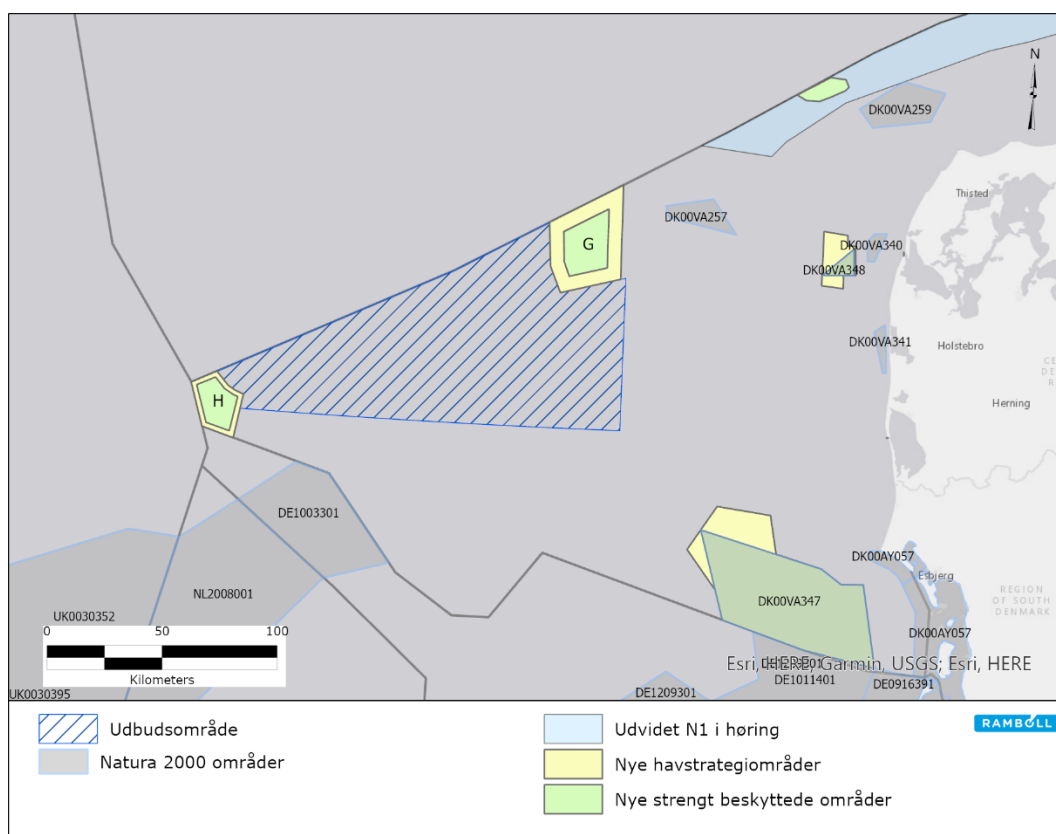 N
DK00VA259
Thisted
DK00VA257
G
DK00VA340
DK00VA348
DK00VA341
Holstebro
Herning
H
DE1003301
DK00AY057
Esbjerg
NL2008001
DK00VA347
REGION
OF SOUTH
DENMARK
UK0030352
DK00AY057
0 50 100
Kilometers
Esri, HERE, Garmin, USGS; Esri, HERE
DE1011401
DE0916391
UK0030395
DE1209301
Udbudsområde
Natura 2000 områder
Udvidet N1 i høring
Nye havstrategiområder
Nye strengt beskyttede områder
RAMBOLL